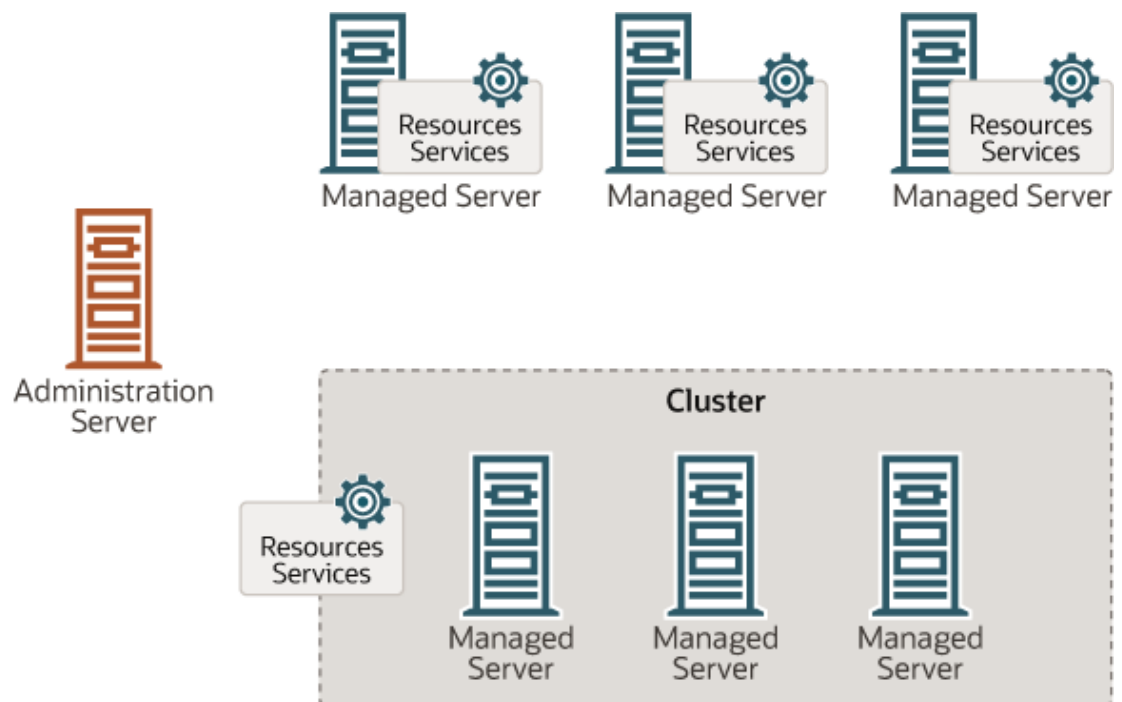 Resources
Services
Managed Server
Resources
Services
Managed Server
Resources
Services
Managed Server
Administration
Server
Cluster
Resources
Services
Managed
Server
Managed
Server
Managed
Server